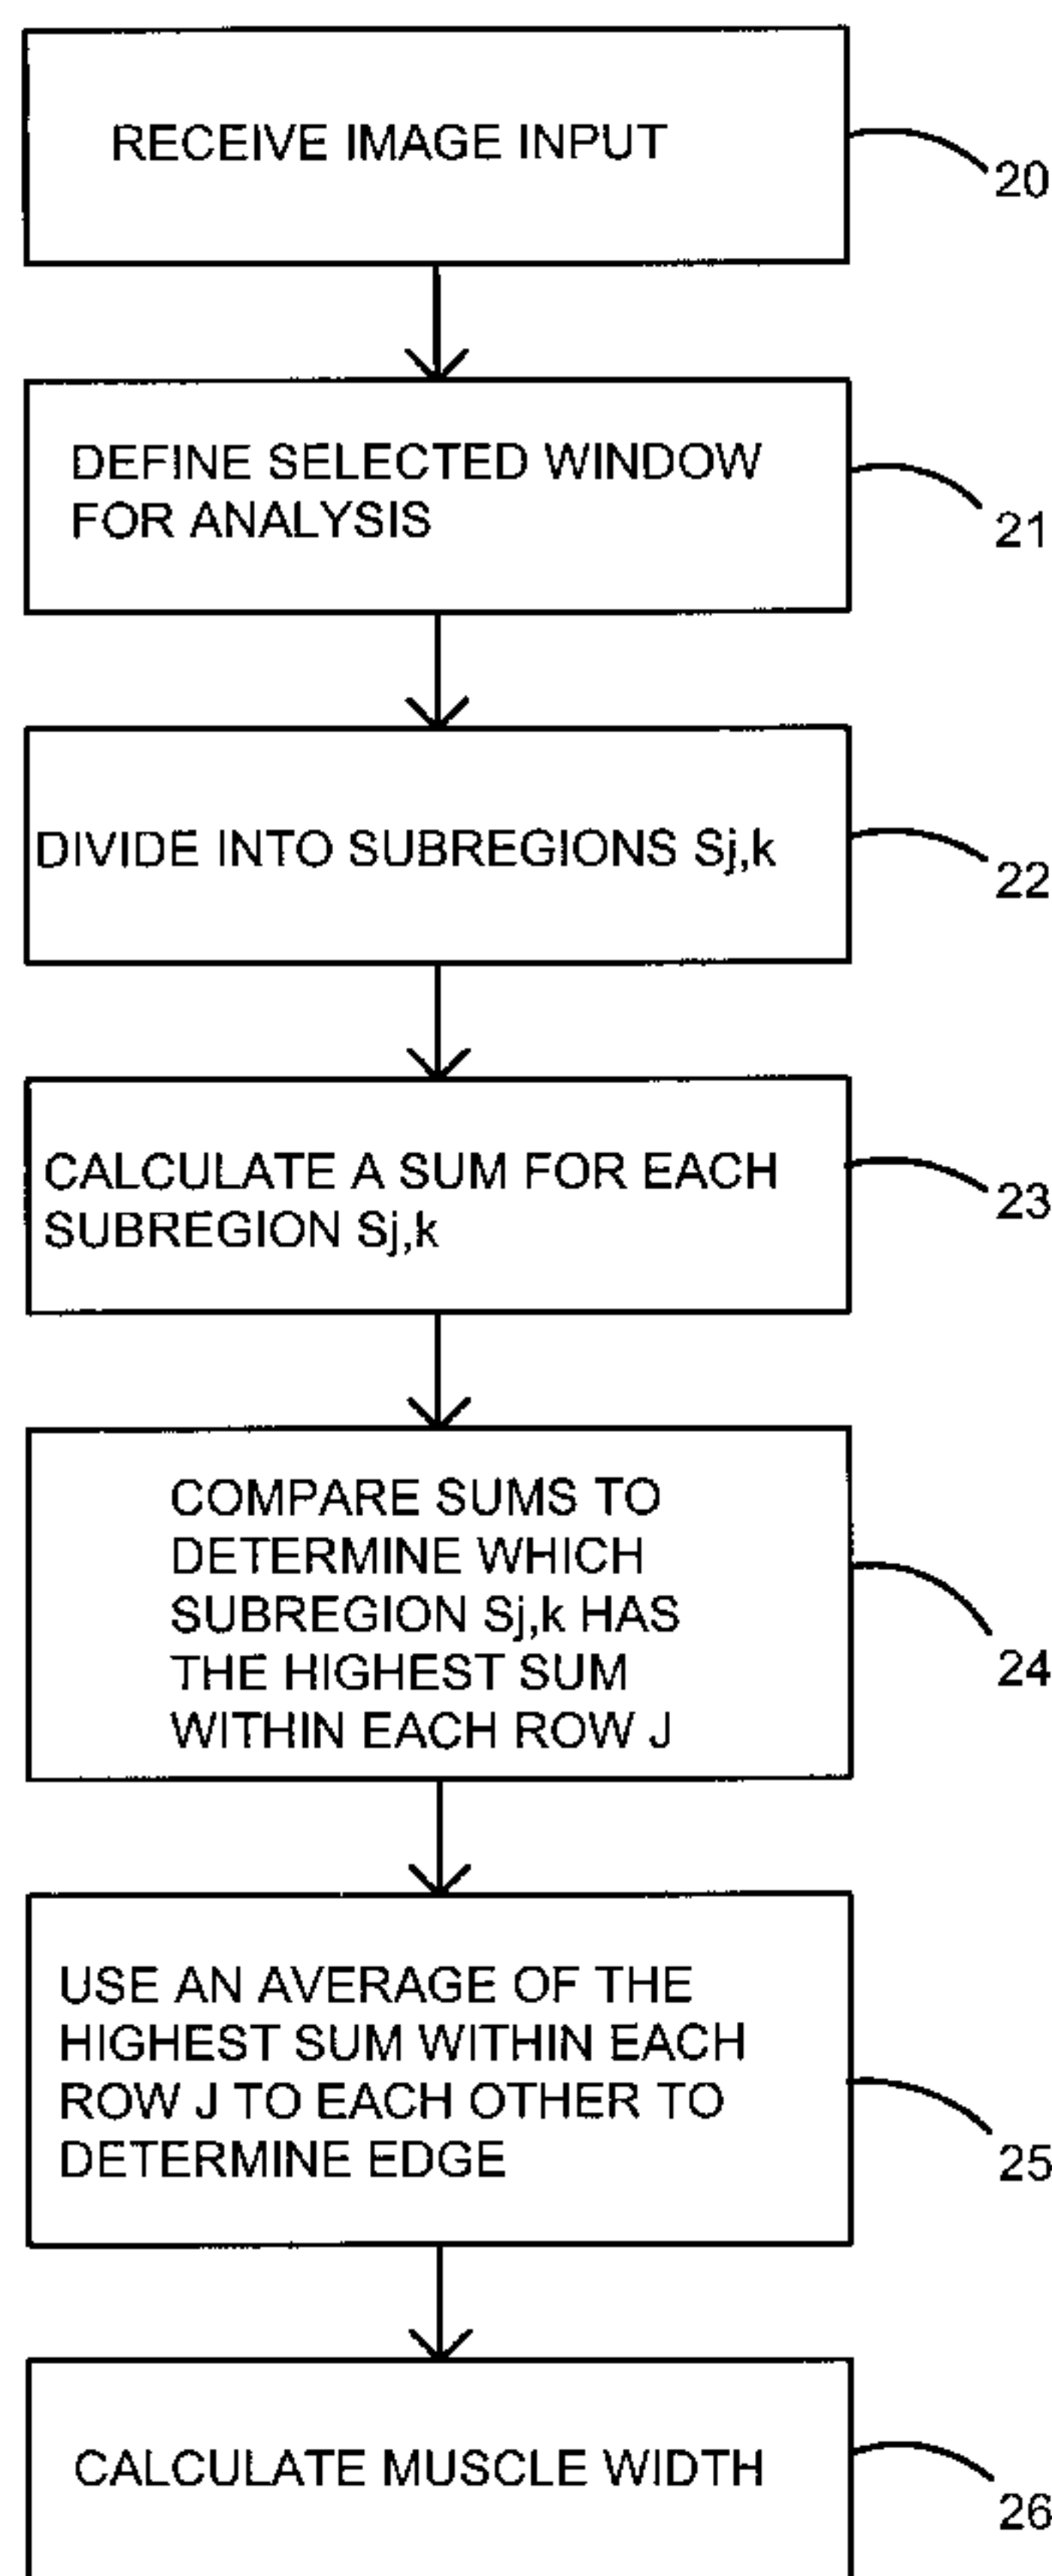 RECEIVE IMAGE INPUT
20
DEFINE SELECTED WINDOW
FOR ANALYSIS
21
DIVIDE INTO SUBREGIONS Sj,k
22
CALCULATE A SUM FOR EACH
SUBREGION Sj,k
23
COMPARE SUMS TO
DETERMINE WHICH
SUBREGION Sj,k HAS
THE HIGHEST SUM
WITHIN EACH ROW J
24
USE AN AVERAGE OF THE
HIGHEST SUM WITHIN EACH
ROW J TO EACH OTHER TO
DETERMINE EDGE
25
CALCULATE MUSCLE WIDTH
26